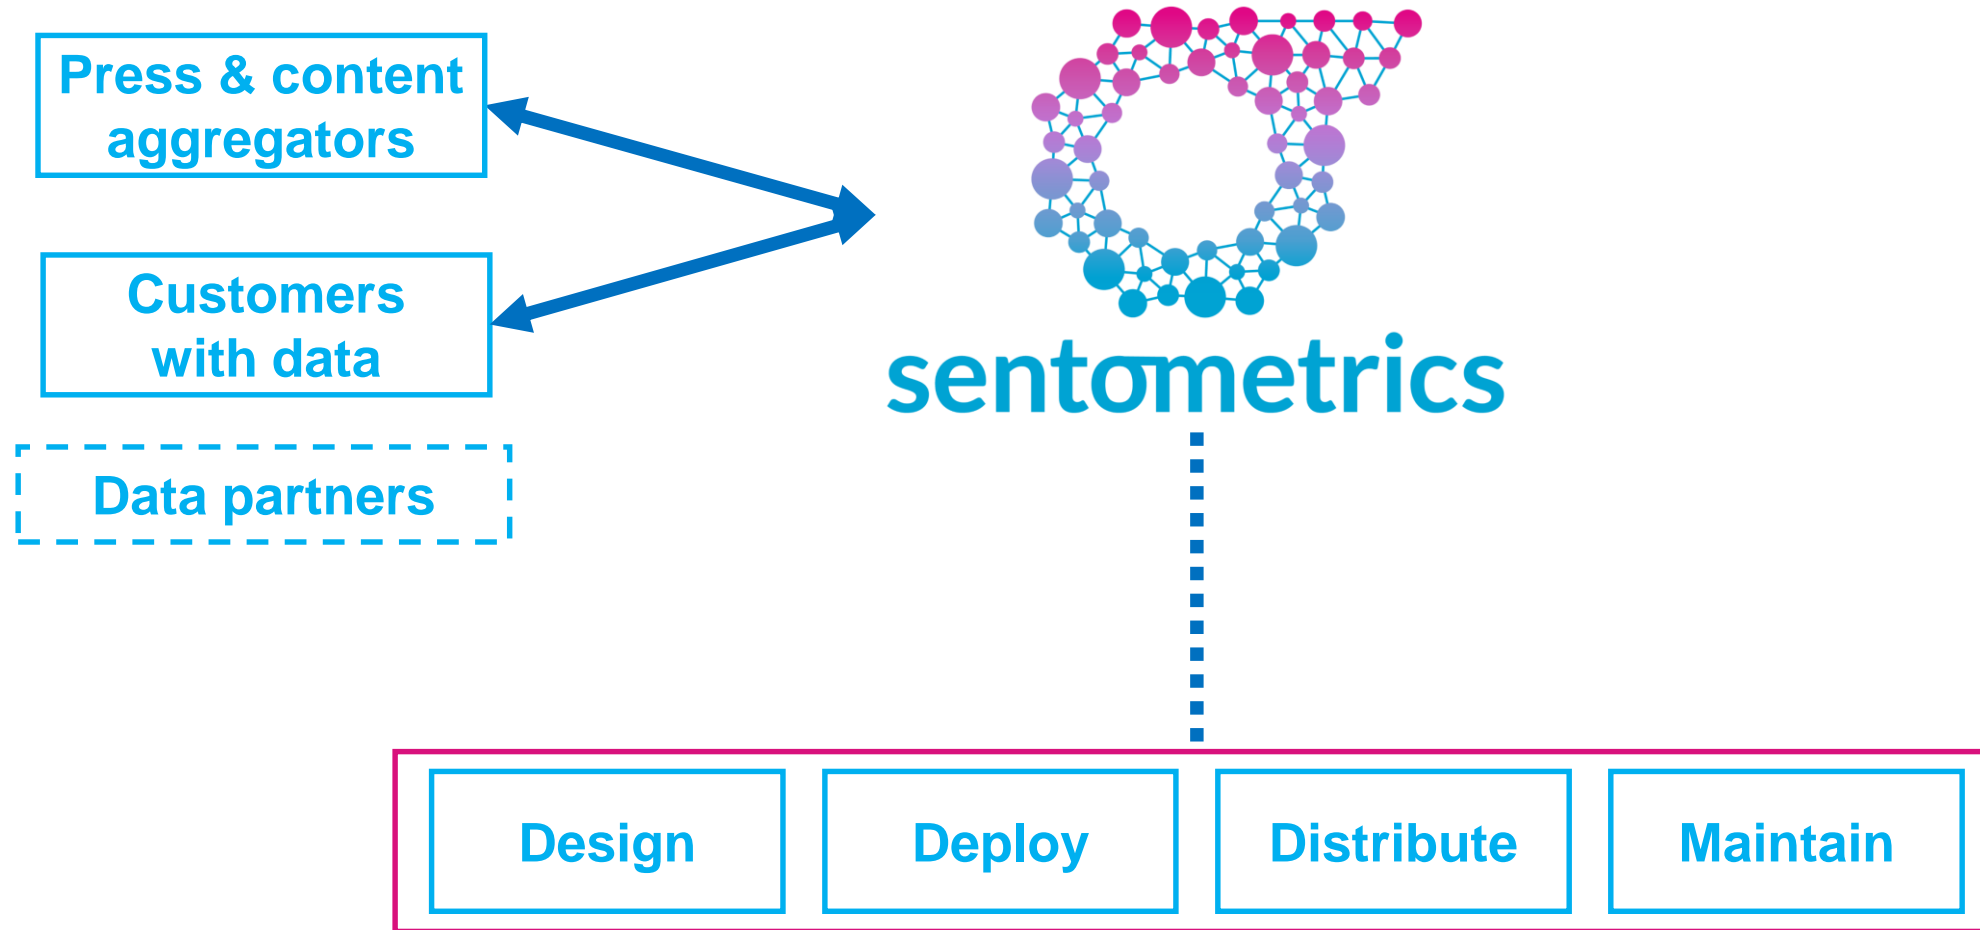 Press & content
aggregators
Customers
with data
Data partners
sentometrics
Design
Deploy
Distribute
Maintain